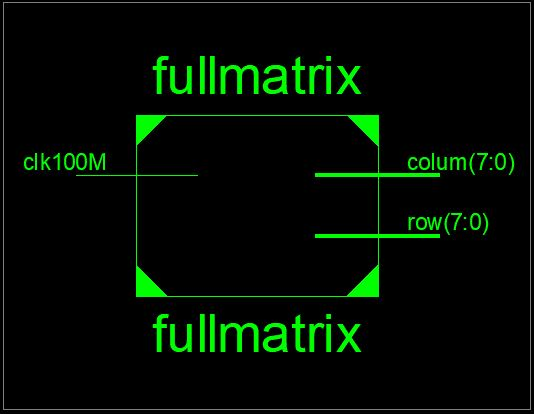 fullmatrix
clk100M
colum(7:0)
row(7:0)
fullmatrix